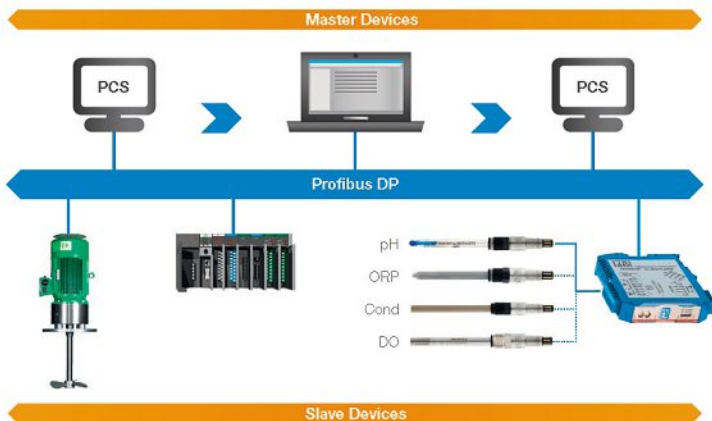 Master Devices
PCS
PCS
Profibus DP
pH
ORP
Cond
DO
Slave Devices